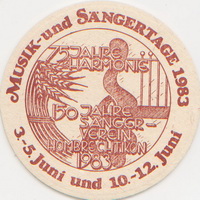 MUSIK-und SÄNGERTAGE 1983
75 JAHRE
HARMONIE
150 JAHRE
SÄNGER
VEREIN
HOMBRECHTIKON
1983
3.-5. Juni und 10.-12. Juni